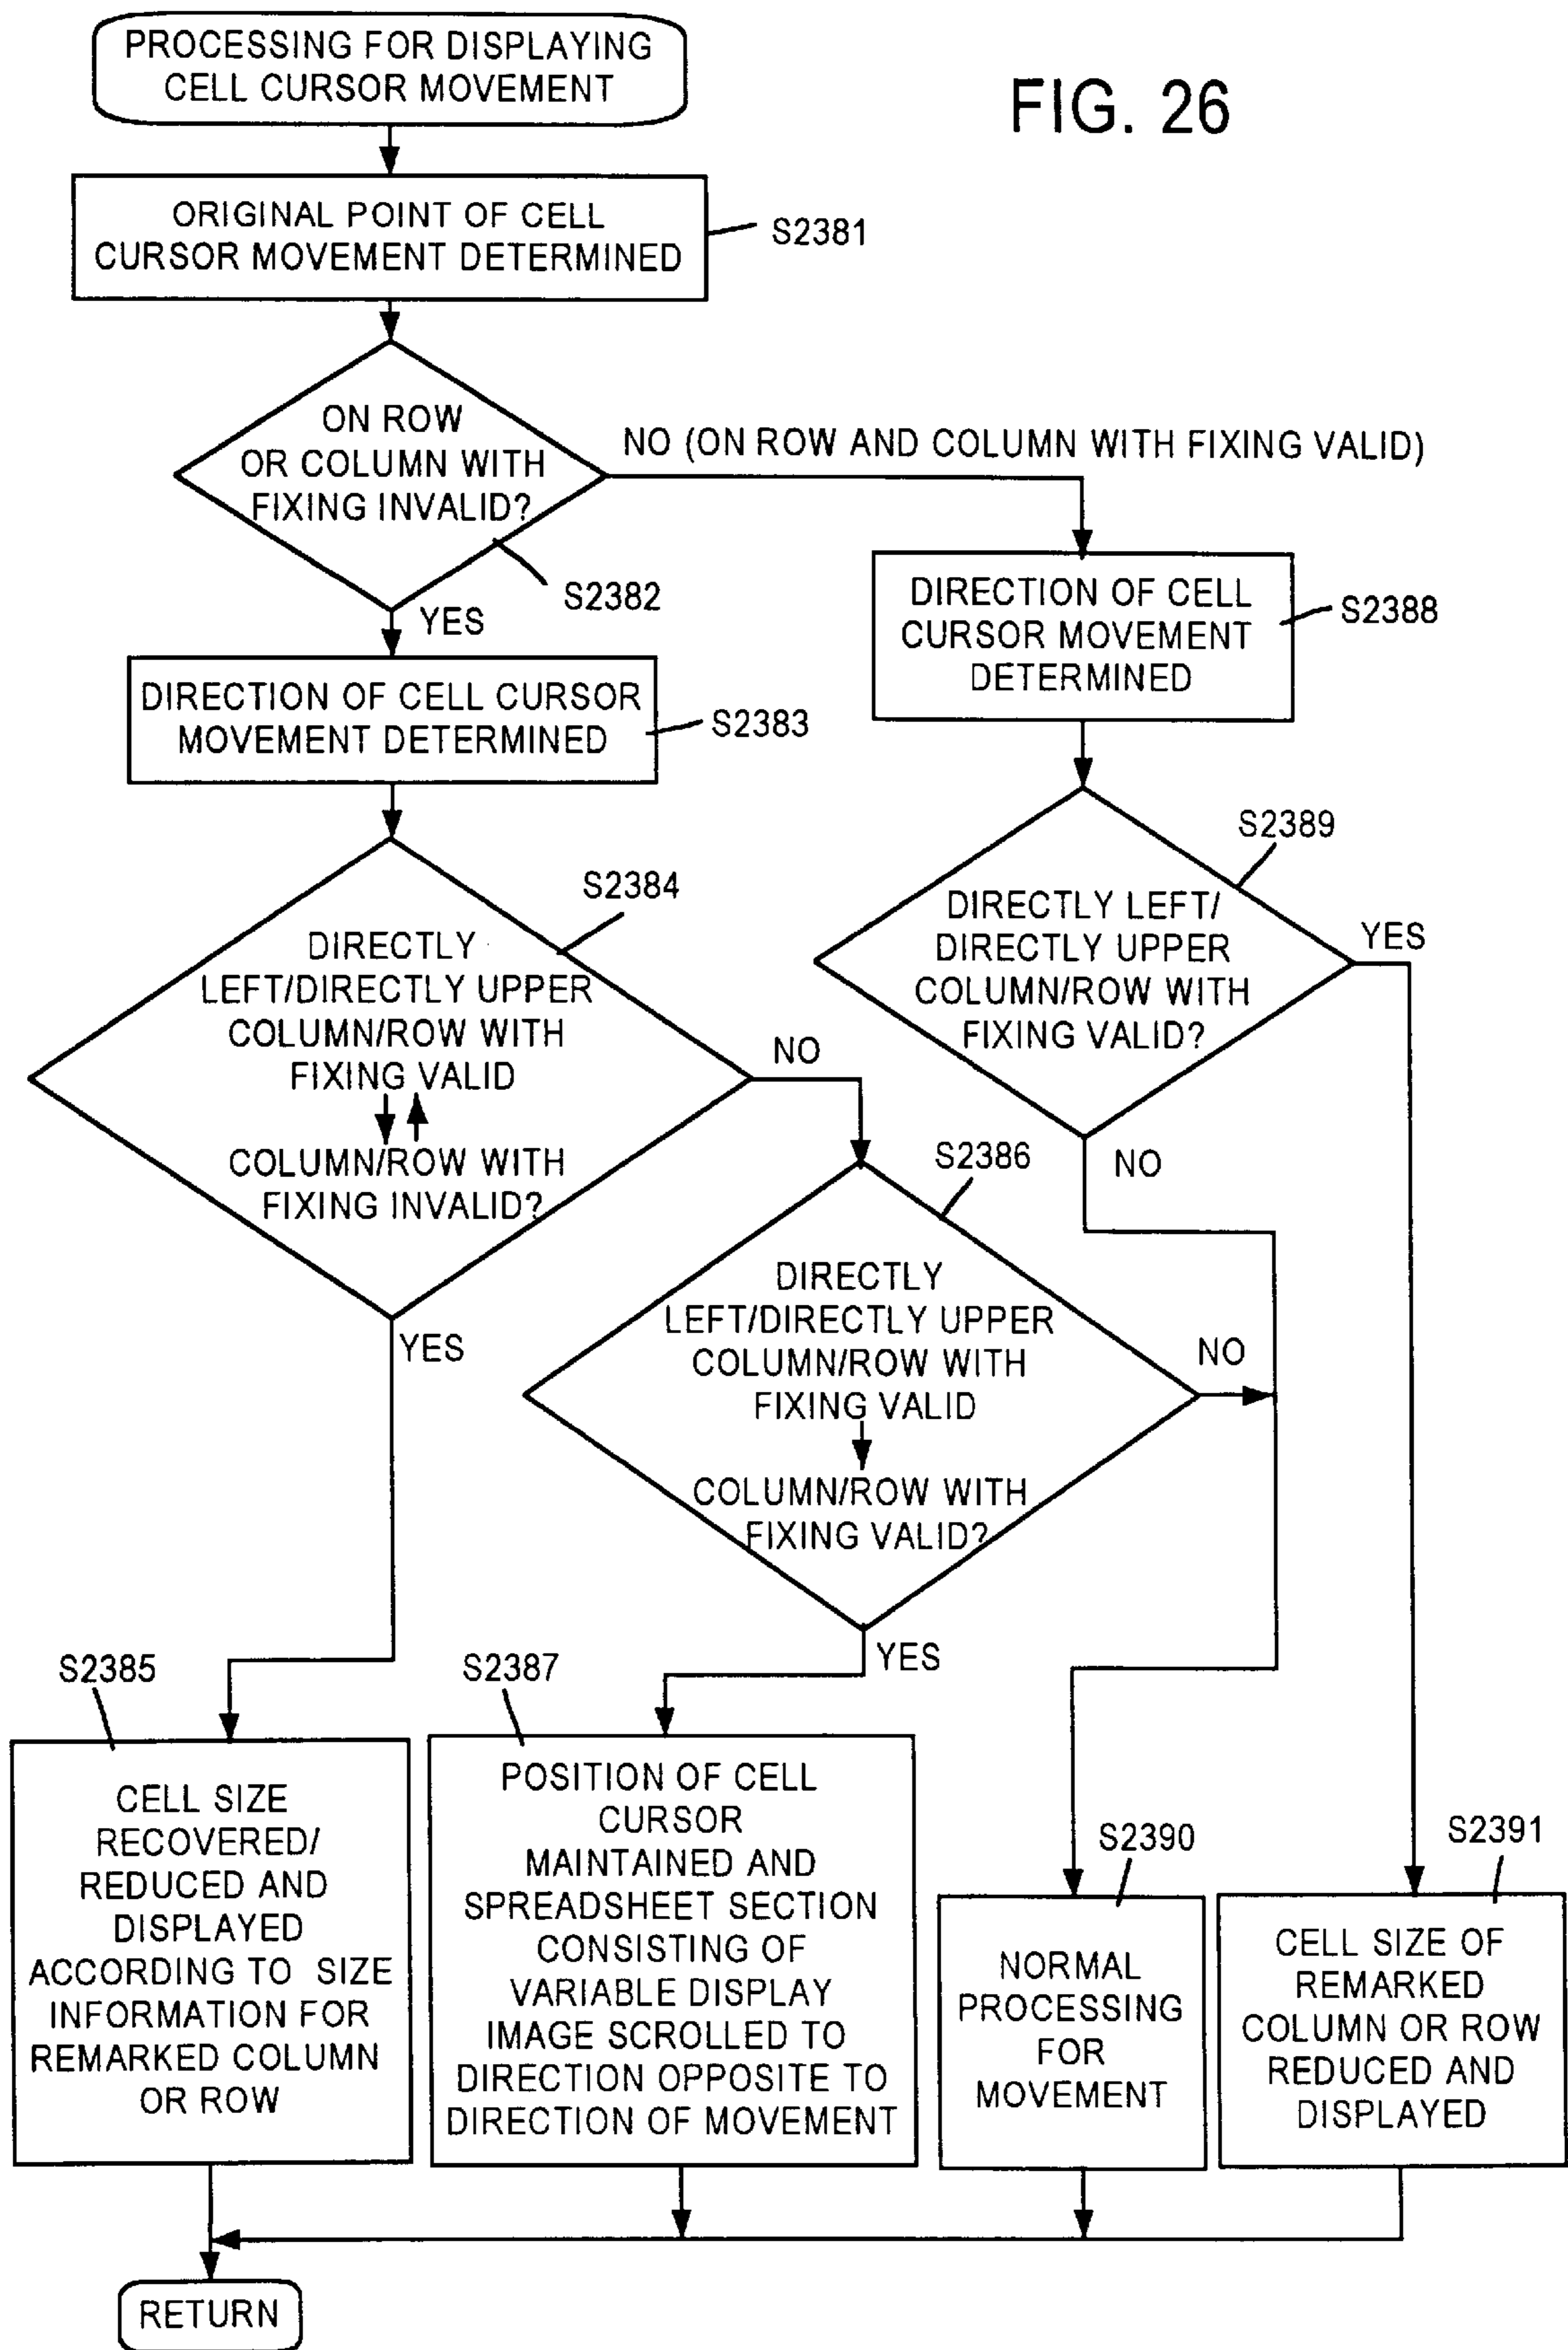 PROCESSING FOR DISPLAYING
CELL CURSOR MOVEMENT
FIG. 26
ORIGINAL POINT OF CELL
CURSOR MOVEMENT DETERMINED
S2381
ON ROW
OR COLUMN WITH
FIXING INVALID?
NO (ON ROW AND COLUMN WITH FIXING VALID)
S2382
YES
DIRECTION OF CELL
CURSOR MOVEMENT
DETERMINED
S2388
DIRECTION OF CELL CURSOR
MOVEMENT DETERMINED
S2383
S2384
DIRECTLY
LEFT/DIRECTLY UPPER
COLUMN/ROW WITH
FIXING VALID
COLUMN/ROW WITH
FIXING INVALID?
NO
YES
S2389
DIRECTLY LEFT/
DIRECTLY UPPER
COLUMN/ROW WITH
FIXING VALID?
YES
NO
S2386
DIRECTLY
LEFT/DIRECTLY UPPER
COLUMN/ROW WITH
FIXING VALID
COLUMN/ROW WITH
FIXING VALID?
NO
YES
S2385
CELL SIZE
RECOVERED/
REDUCED AND
DISPLAYED
ACCORDING TO SIZE
INFORMATION FOR
REMARKED COLUMN
OR ROW
S2387
POSITION OF CELL
CURSOR
MAINTAINED AND
SPREADSHEET SECTION
CONSISTING OF
VARIABLE DISPLAY
IMAGE SCROLLED TO
DIRECTION OPPOSITE TO
DIRECTION OF MOVEMENT
S2390
NORMAL
PROCESSING
FOR
MOVEMENT
S2391
CELL SIZE OF
REMARKED
COLUMN OR ROW
REDUCED AND
DISPLAYED
RETURN